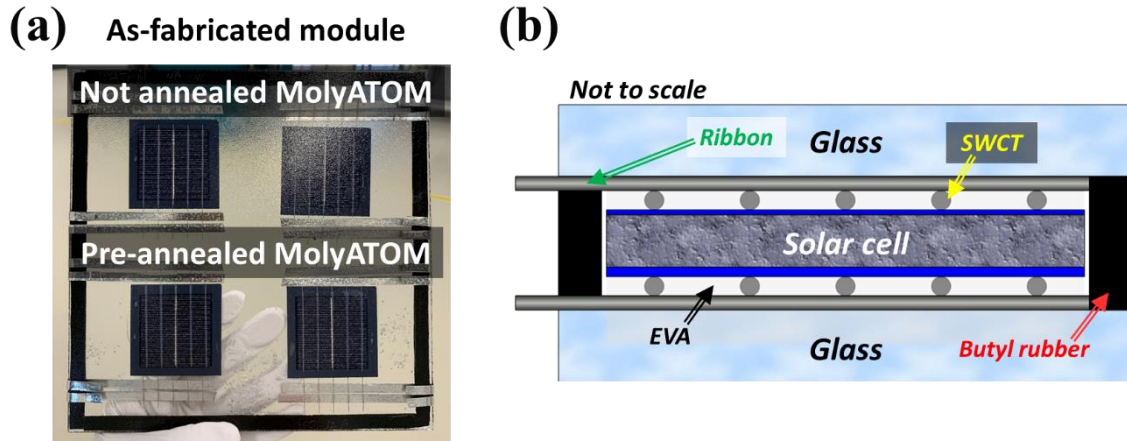 (a)
As-fabricated module
Not annealed MolyATOM
Pre-annealed MolyATOM
(b)
Not to scale
Glass
Ribbon
SWCT
Solar cell
EVA
Glass
Butyl rubber